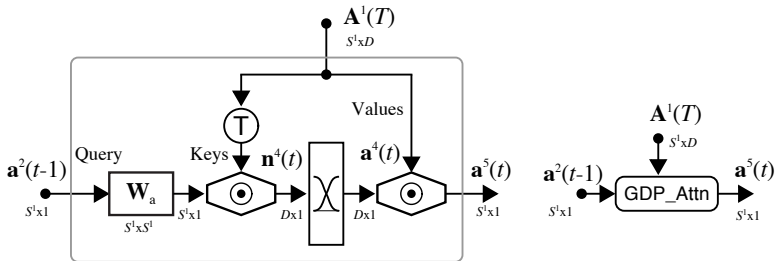 A¹(T)
S¹xD
Values
T
A¹(T)
S¹xD
Query
Keys
n⁴(t)
a⁴(t)
a⁵(t)
a²(t-1)
Wₐ
S¹x1
S¹x1
Dx1
Dx1
S¹x1
S¹xS¹
a²(t-1)
GDP_Attn
a⁵(t)
S¹x1
S¹x1